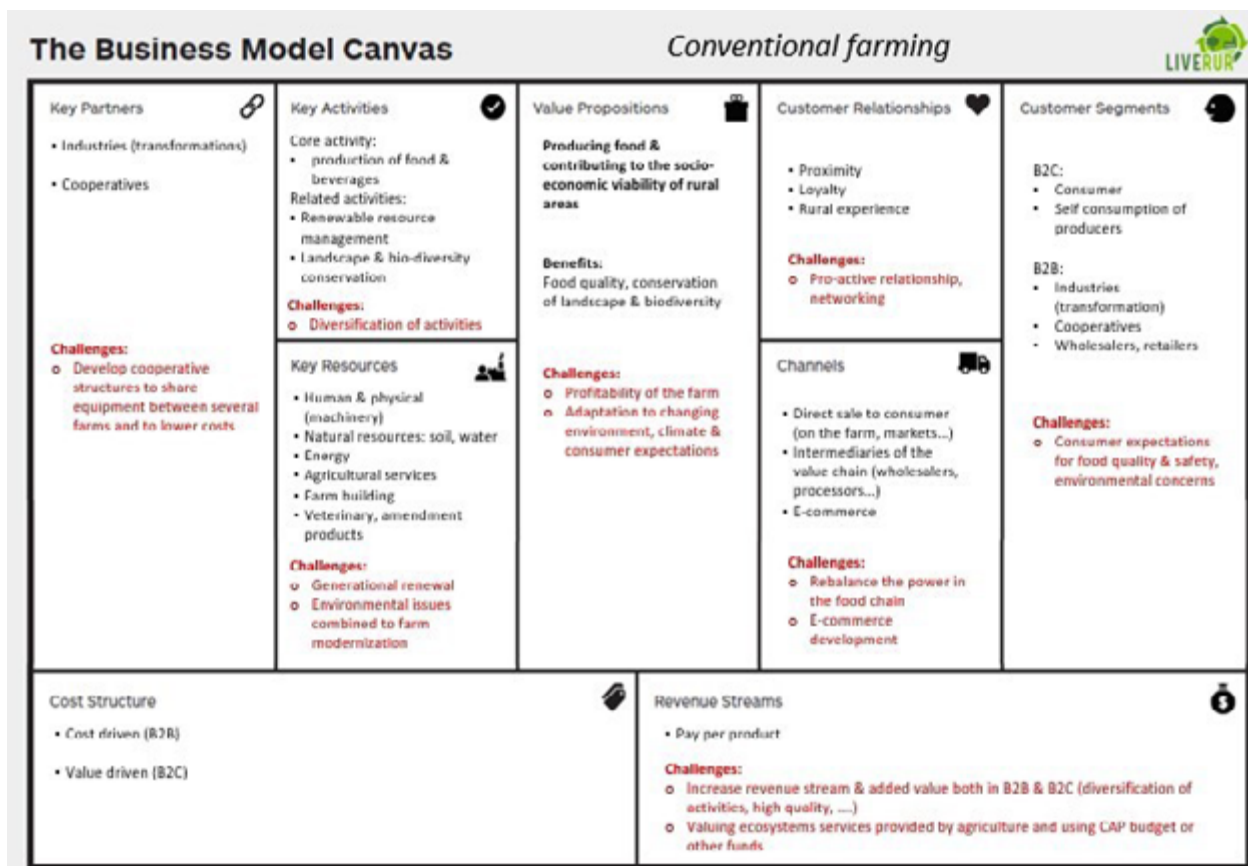 The Business Model Canvas
Conventional farming
LIVERUR
Key Partners
• Industries (transformations)
• Cooperatives
Challenges:
o Develop cooperative
structures to share
equipment between several
farms and to lower costs
Key Activities
Core activity:
• production of food &
beverages
Related activities:
• Renewable resource
management
• Landscape & bio-diversity
conservation
Challenges:
o Diversification of activities
Key Resources
• Human & physical
(machinery)
• Natural resources: soil, water
• Energy
• Agricultural services
• Farm building
- Veterinary, amendment
products
Challenges:
o Generational renewal
o Environmental issues
combined to farm
modernization
Value Propositions
Producing food &
contributing to the socio-
economic viability of rural
areas
Benefits:
Food quality, conservation
of landscape & biodiversity
Challenges:
o Profitability of the farm
o Adaptation to changing
environment, climate &
consumer expectations
Customer Relationships
• Proximity
• Loyalty
• Rural experience
Challenges:
o Pro-active relationship,
networking
Channels
• Direct sale to consumer
(on the farm, markets...)
• Intermediaries of the
value chain (wholesalers,
processors...)
• E-commerce
Challenges:
o Rebalance the power in
the food chain
o E-commerce
development
Customer Segments
B2C:
• Consumer
• Self consumption of
producers
B2B:
• Industries
(transformation)
• Cooperatives
- Wholesalers, retailers
Challenges:
o Consumer expectations
for food quality & safety,
environmental concerns
Cost Structure
• Cost driven (B2B)
• Value driven (B2C)
Revenue Streams
$
• Pay per product
Challenges:
o Increase revenue stream & added value both in B2B & B2C (diversification of
activities, high quality, ....)
o Valuing ecosystems services provided by agriculture and using CAP budget or
other funds